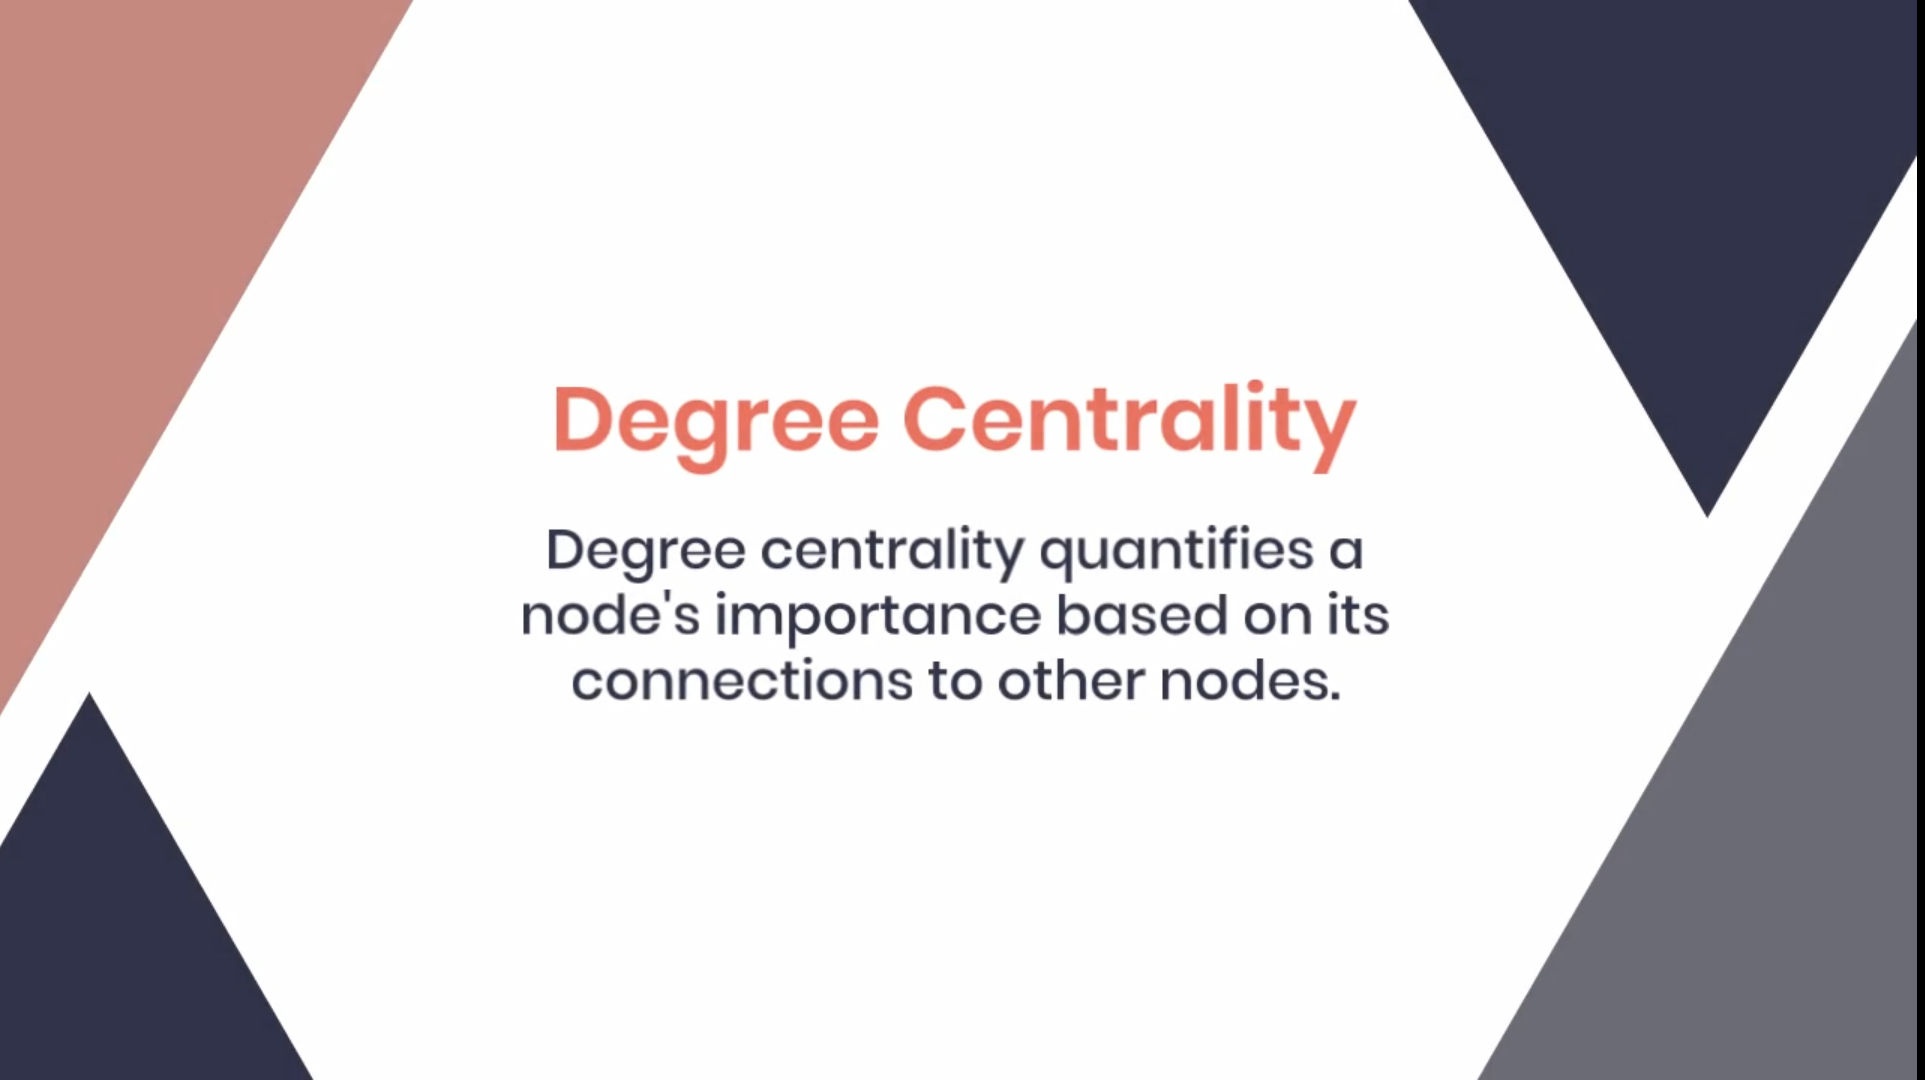 Degree Centrality
Degree centrality quantifies a
node's importance based on its
connections to other nodes.